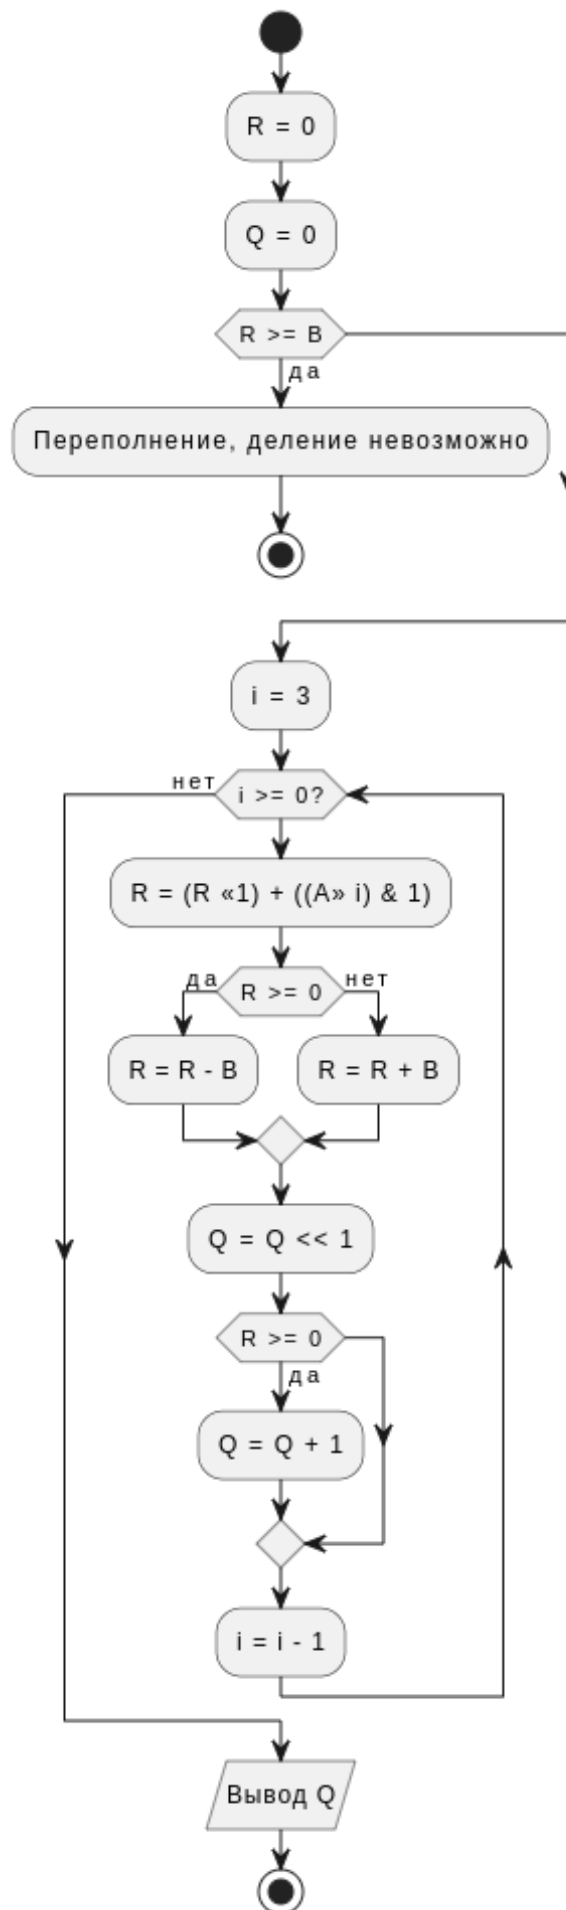 R = 0
Q = 0
R >= B
да
Переполнение, деление невозможно
i = 3
нет
i >= 0?
R = (R «1) + ((A» i) & 1)
да
R >= 0
нет
R = R - B
R = R + B
Q = Q << 1
R >= 0
да
Q = Q + 1
i = i - 1
Вывод Q